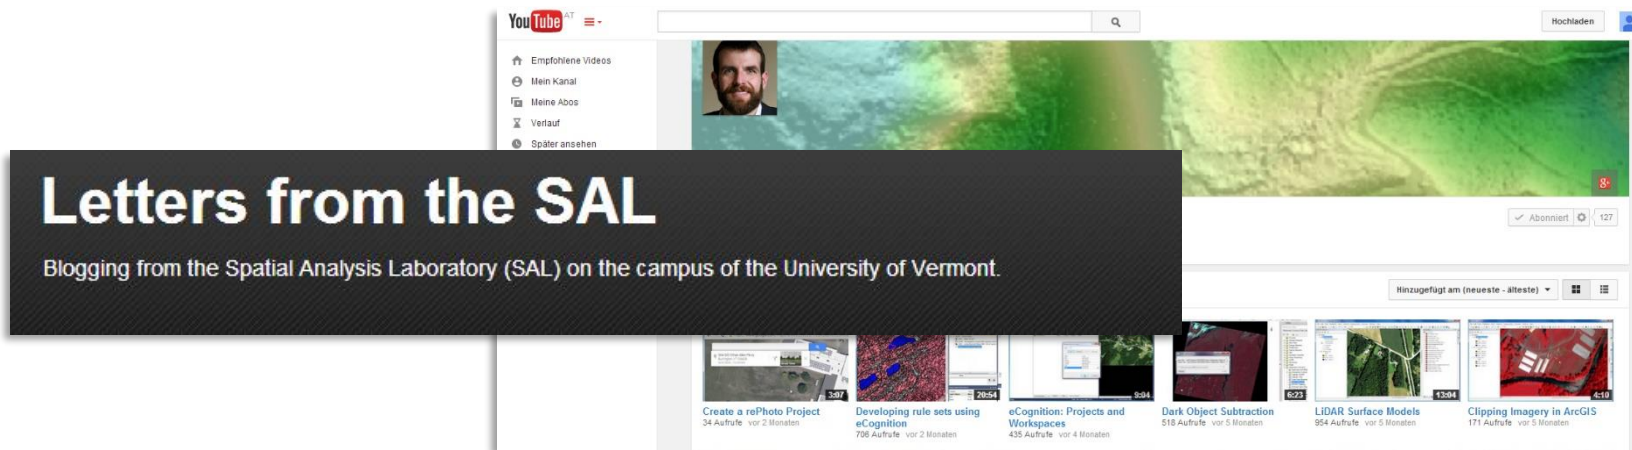 YouTube AT
Hochladen
Empfohlene Videos
Mein Kanal
Meine Abos
Verlauf
Später ansehen
Letters from the SAL
Blogging from the Spatial Analysis Laboratory (SAL) on the campus of the University of Vermont.
Abonniert 127
Hinzugefügt am (neueste - älteste)
3:07
20:54
9:04
6:23
13:04
4:10
Create a rePhoto Project
34 Aufrufe vor 2 Monaten
Developing rule sets using
eCognition
706 Aufrufe vor 2 Monaten
eCognition: Projects and
Workspaces
435 Aufrufe vor 4 Monaten
Dark Object Subtraction
518 Aufrufe vor 5 Monaten
LiDAR Surface Models
954 Aufrufe vor 5 Monaten
Clipping Imagery in ArcGIS
171 Aufrufe vor 5 Monaten